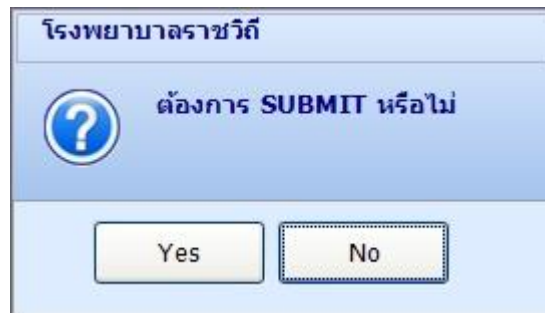 โรงพยาบาลราชวิถี
ต้องการ SUBMIT หรือไม่
Yes No